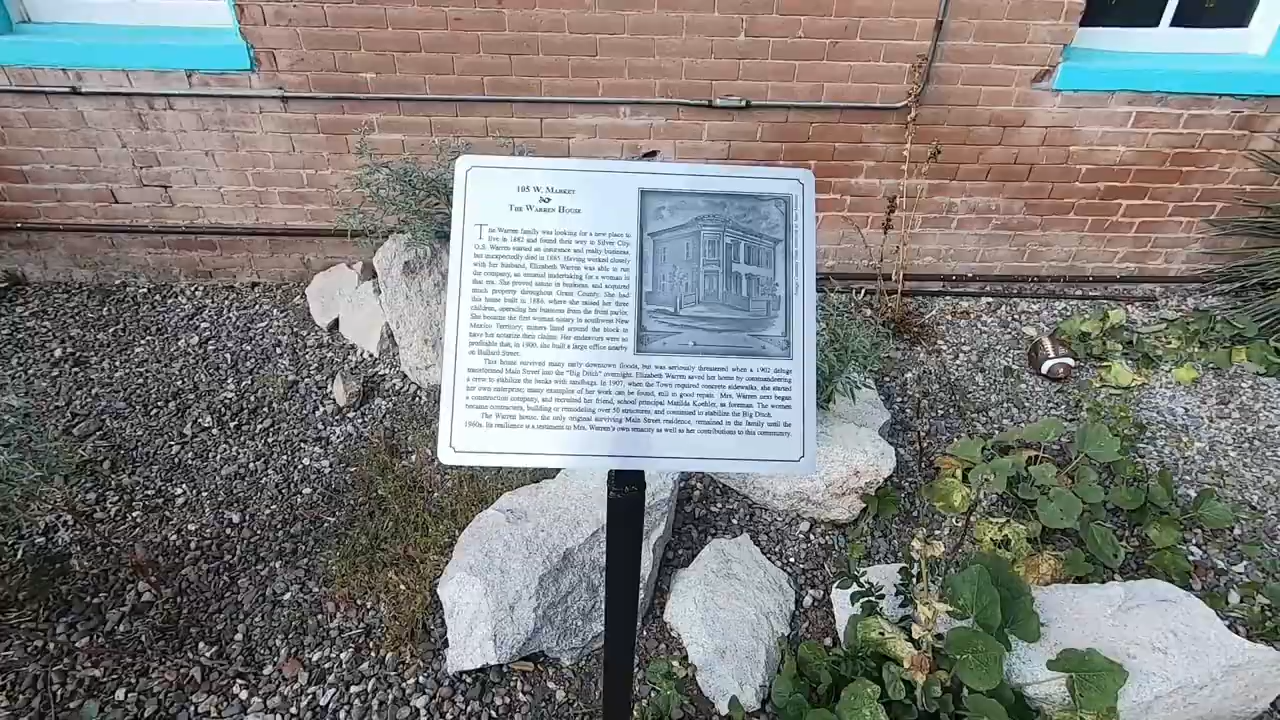 105 W. MARKET
THE WARREN HOUSE
The Warren family was looking for a new place to
live in 1882 and found their way to Silver City.
O.S. Warren started an insurance and realty business,
but unexpectedly died in 1885. Having worked closely
with her husband, Elizabeth Warren was able to run
the company, an unusual undertaking for a woman in
that era. She proved astute in business, and acquired
much property throughout Grant County. She had
this house built in 1886, where she raised her three
children, operating her business from the front parlor.
She became the first woman notary in southwest New
Mexico Territory; miners lined around the block to
have her notarize their claims. Her endeavors were so
profitable that, in 1900, she built a large office nearby
on Bullard Street.
This house survived many early downtown floods, but was seriously threatened when a 1902 deluge
transformed Main Street into the "Big Ditch" overnight. Elizabeth Warren saved her home by commandeering
a crew to stabilize the banks with sandbags. In 1907, when the Town required concrete sidewalks, she started
her own enterprise; many examples of her work can be found, still in good repair. Mrs. Warren next began
a construction company, and recruited her friend, school principal Matilda Koehler, as foreman. The women
became contractors, building or remodeling over 50 structures, and continued to stabilize the Big Ditch.
The Warren house, the only original surviving Main Street residence, remained in the family until the
1960s. Its resilience is a testament to Mrs. Warren's own tenacity as well as her contributions to this community.